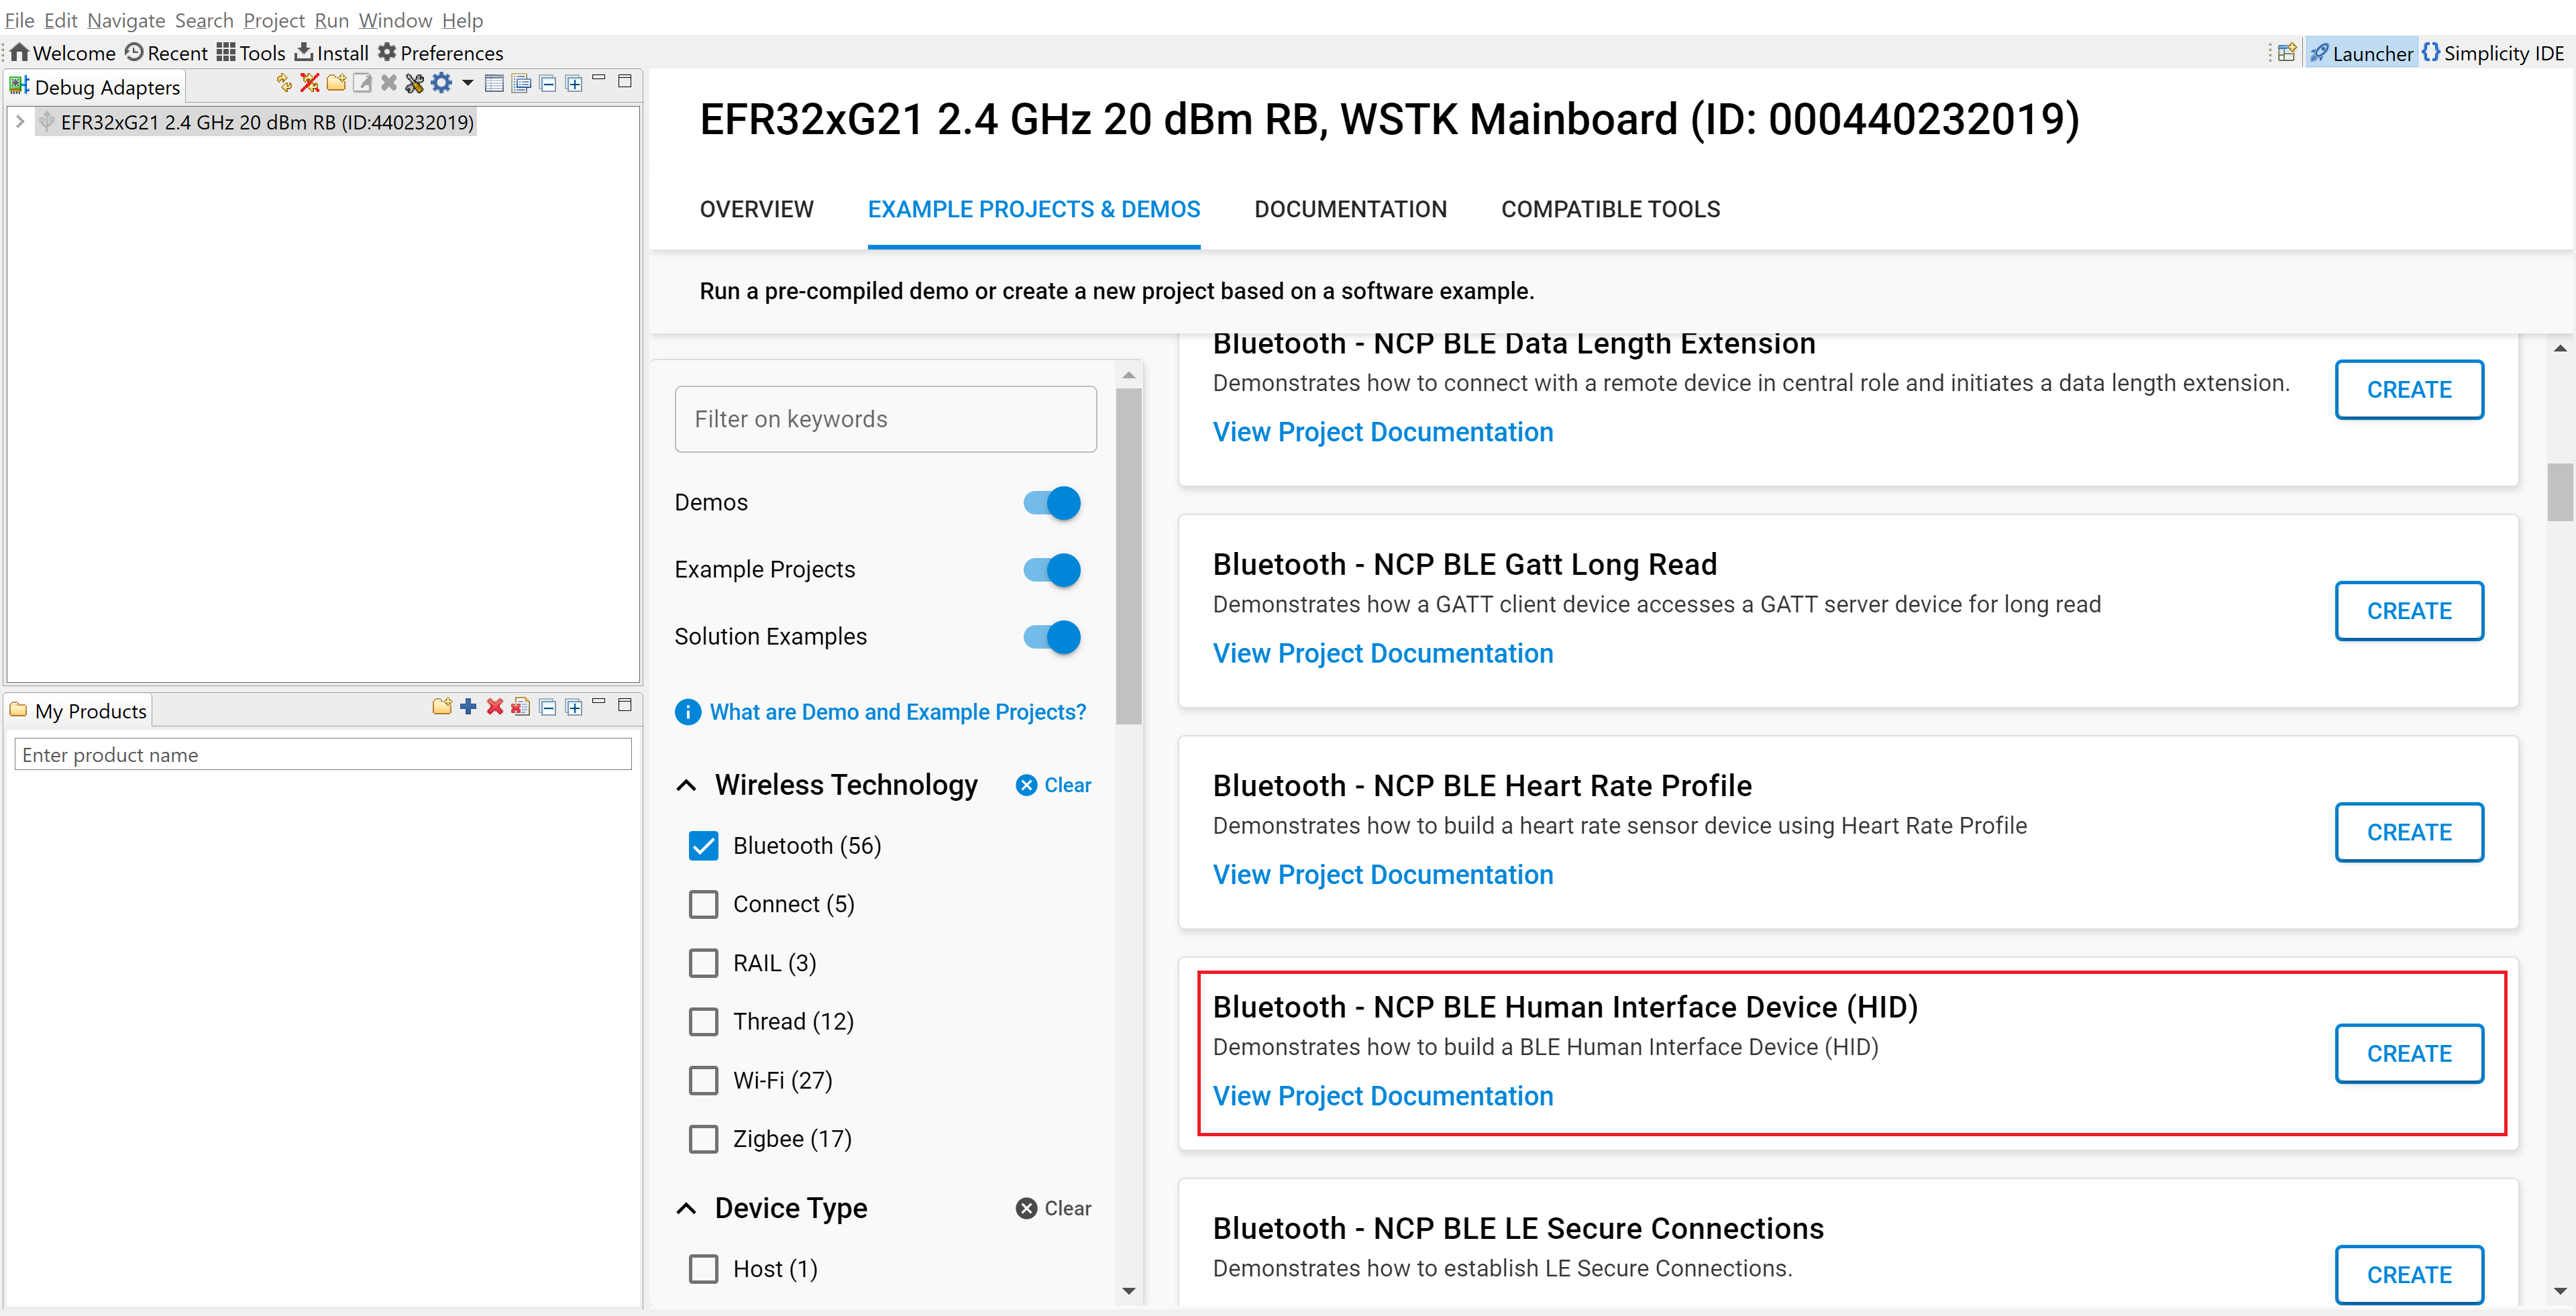 File Edit Navigate Search Project Run Window Help
Welcome Recent Tools Install Preferences
Launcher Simplicity IDE
Debug Adapters
EFR32xG21 2.4 GHz 20 dBm RB (ID:440232019)
My Products
Enter product name
EFR32xG21 2.4 GHz 20 dBm RB, WSTK Mainboard (ID: 000440232019)
OVERVIEW EXAMPLE PROJECTS & DEMOS DOCUMENTATION COMPATIBLE TOOLS
Run a pre-compiled demo or create a new project based on a software example.
Filter on keywords
Demos
Example Projects
Solution Examples
What are Demo and Example Projects?
Wireless Technology Clear
Bluetooth (56)
Connect (5)
RAIL (3)
Thread (12)
Wi-Fi (27)
Zigbee (17)
Device Type Clear
Host (1)
Bluetooth - NCP BLE Data Length Extension
Demonstrates how to connect with a remote device in central role and initiates a data length extension.
View Project Documentation
CREATE
Bluetooth - NCP BLE Gatt Long Read
Demonstrates how a GATT client device accesses a GATT server device for long read
View Project Documentation
CREATE
Bluetooth - NCP BLE Heart Rate Profile
Demonstrates how to build a heart rate sensor device using Heart Rate Profile
View Project Documentation
CREATE
Bluetooth - NCP BLE Human Interface Device (HID)
Demonstrates how to build a BLE Human Interface Device (HID)
View Project Documentation
CREATE
Bluetooth - NCP BLE LE Secure Connections
Demonstrates how to establish LE Secure Connections.
CREATE